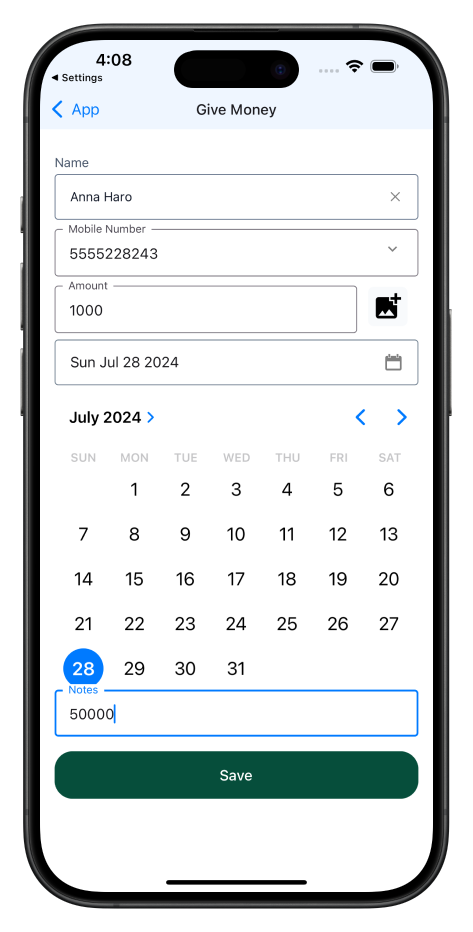 4:08
Settings
App
Give Money
Name
Anna Haro
Mobile Number
5555228243
Amount
1000
Sun Jul 28 2024
July 2024
SUN MON TUE WED THU FRI SAT
1 2 3 4 5 6
7 8 9 10 11 12 13
14 15 16 17 18 19 20
21 22 23 24 25 26 27
28 29 30 31
Notes
50000
Save